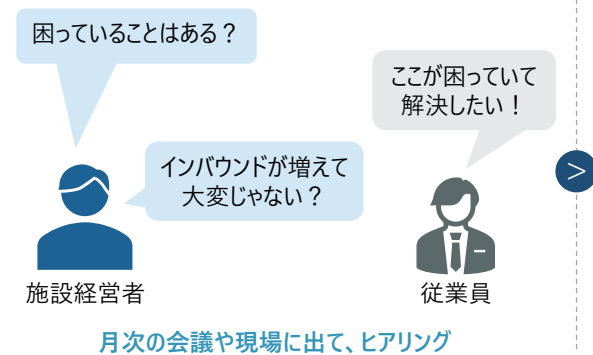 困っていることはある？
ここが困っていて
解決したい！
インバウンドが増えて
大変じゃない？
>
施設経営者
従業員
月次の会議や現場に出て、ヒアリング